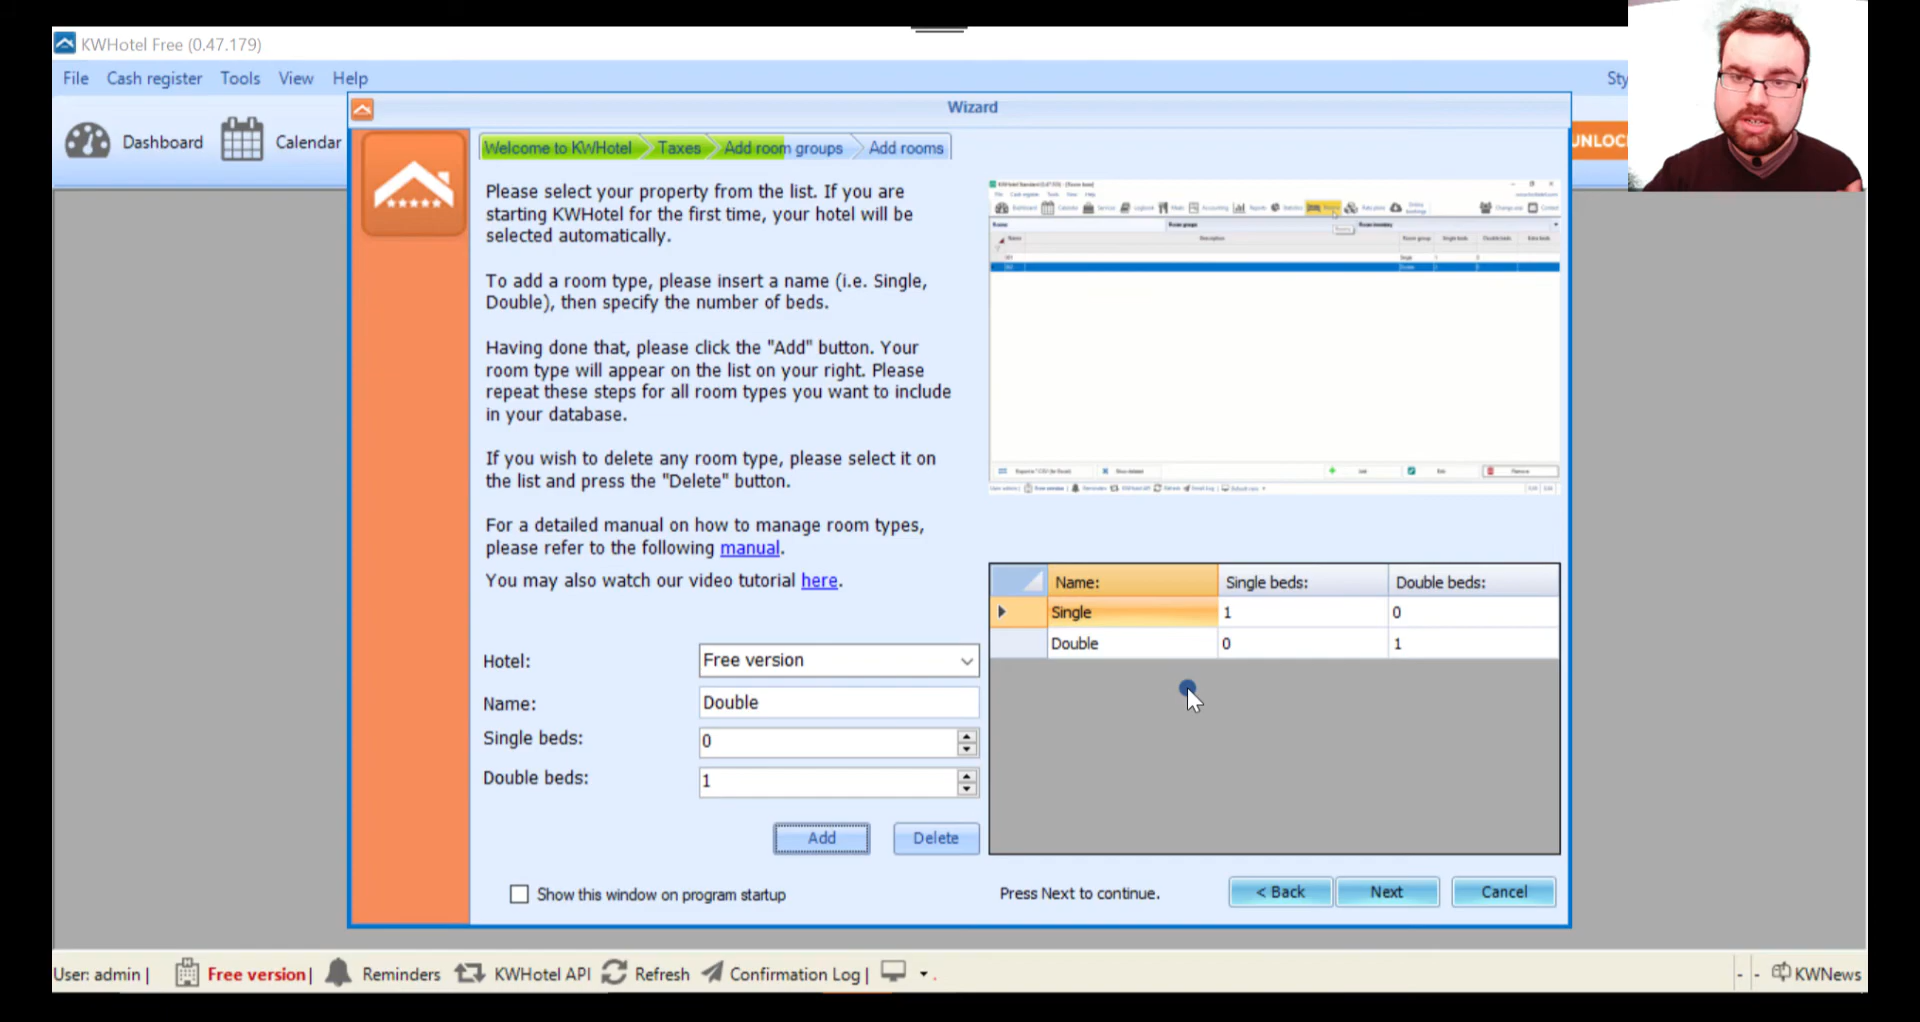 KWHotel Free (0.47.179)
File Cash register Tools View Help
Sty
Dashboard Calendar
UNLOC
Wizard
Welcome to KWHotel Taxes Add room groups Add rooms
Please select your property from the list. If you are
starting KWHotel for the first time, your hotel will be
selected automatically.
To add a room type, please insert a name (i.e. Single,
Double), then specify the number of beds.
Having done that, please click the "Add" button. Your
room type will appear on the list on your right. Please
repeat these steps for all room types you want to include
in your database.
If you wish to delete any room type, please select it on
the list and press the "Delete" button.
For a detailed manual on how to manage room types,
please refer to the following manual.
You may also watch our video tutorial here.
Hotel: Free version
Name: Double
Single beds: 0
Double beds: 1
Add Delete
Name: Single beds: Double beds:
Single 1 0
Double 0 1
Show this window on program startup
Press Next to continue. < Back Next Cancel
User: admin | Free version | Reminders KWHotel API Refresh Confirmation Log |
KWNews